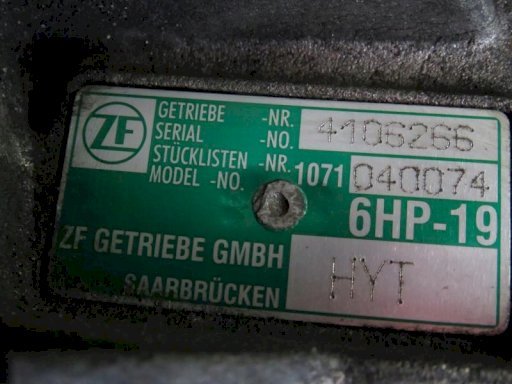 ZF
GETRIEBE -NR.
SERIAL -NO. 4106266
STÜCKLISTEN -NR.
MODEL -NO. 1071 040074
6HP-19
ZF GETRIEBE GMBH
SAARBRÜCKEN HYT